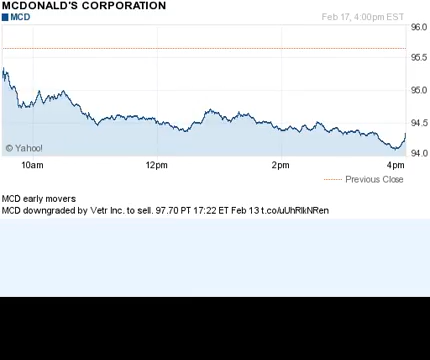 MCDONALD'S CORPORATION
MCD
Feb 17, 4:00pm EST
96.0
95.5
95.0
94.5
94.0
© Yahoo!
10am 12pm 2pm 4pm
Previous Close
MCD early movers
MCD downgraded by Vetr Inc. to sell. 97.70 PT 17:22 ET Feb 13 t.co/uUhRlkNRen